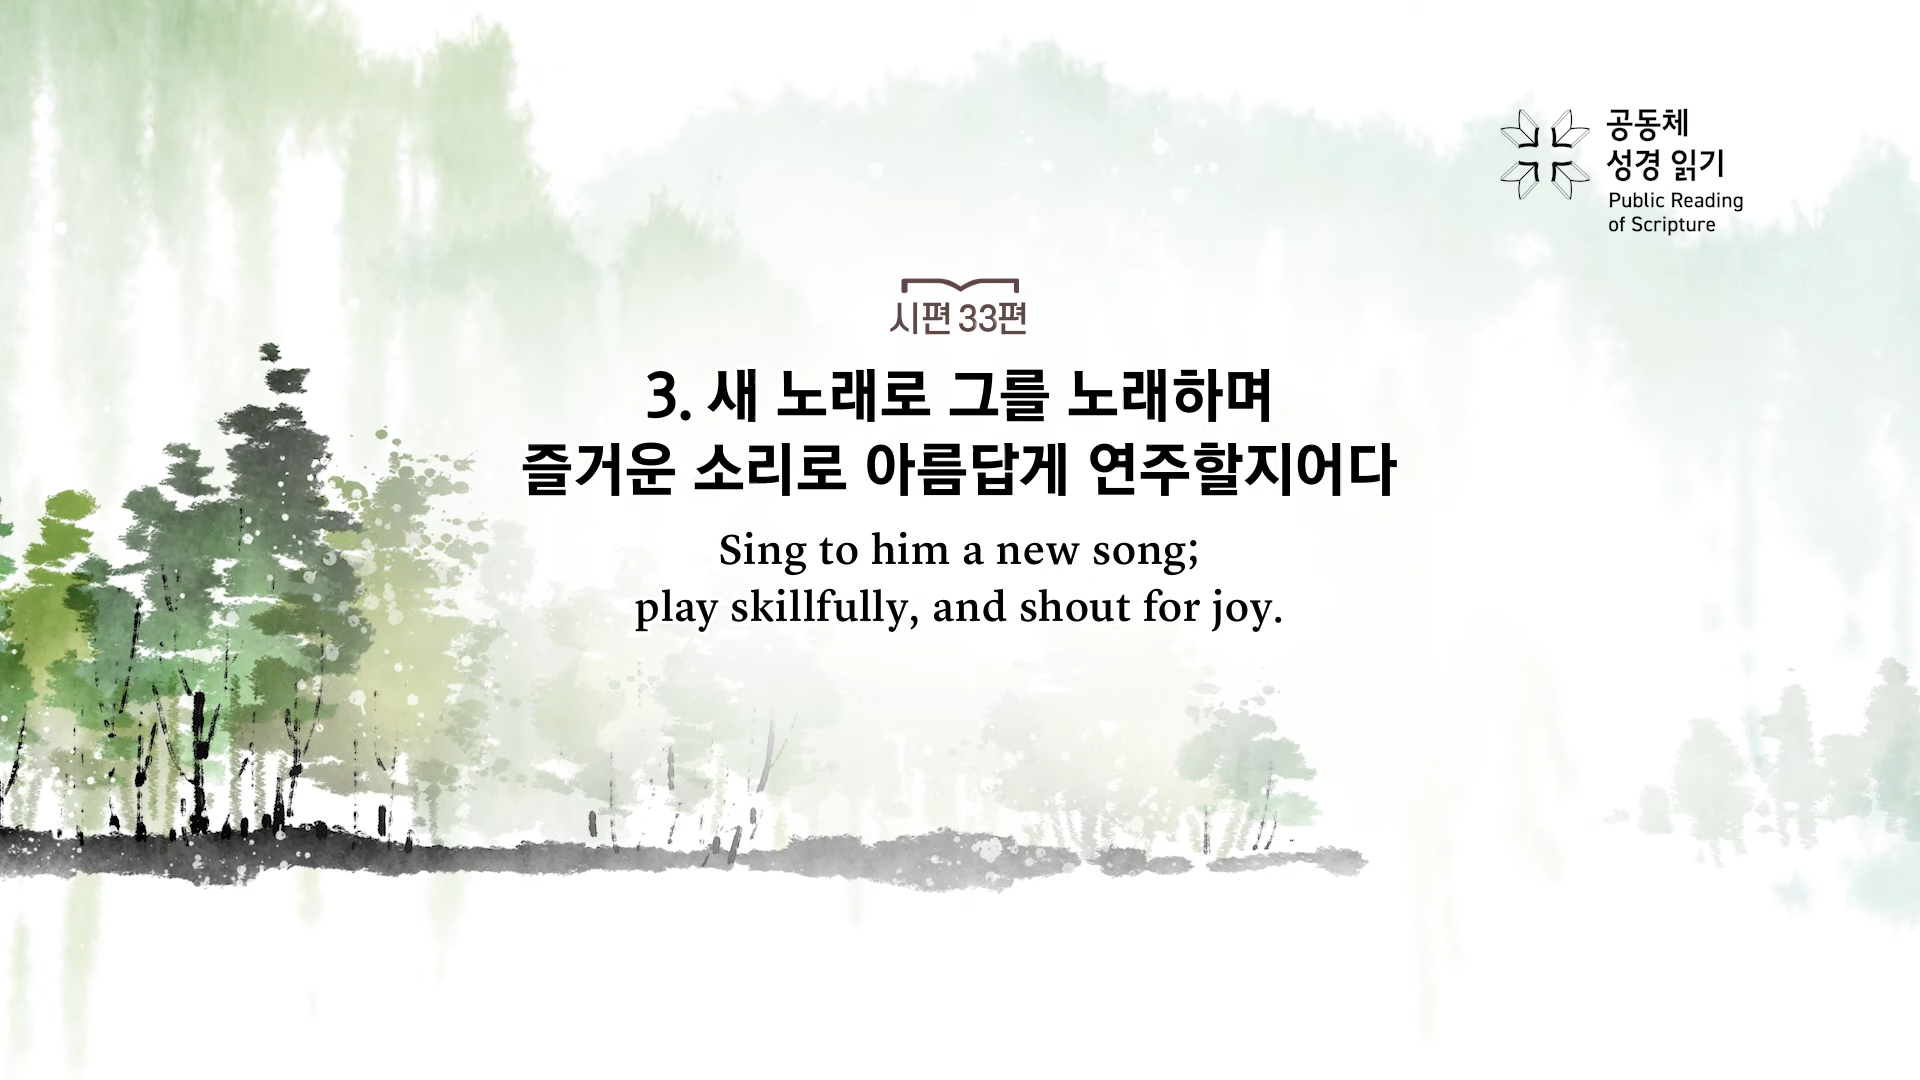 공동체
성경 읽기
Public Reading
of Scripture
시편 33편
3. 새 노래로 그를 노래하며
즐거운 소리로 아름답게 연주할지어다
Sing to him a new song;
play skillfully, and shout for joy.